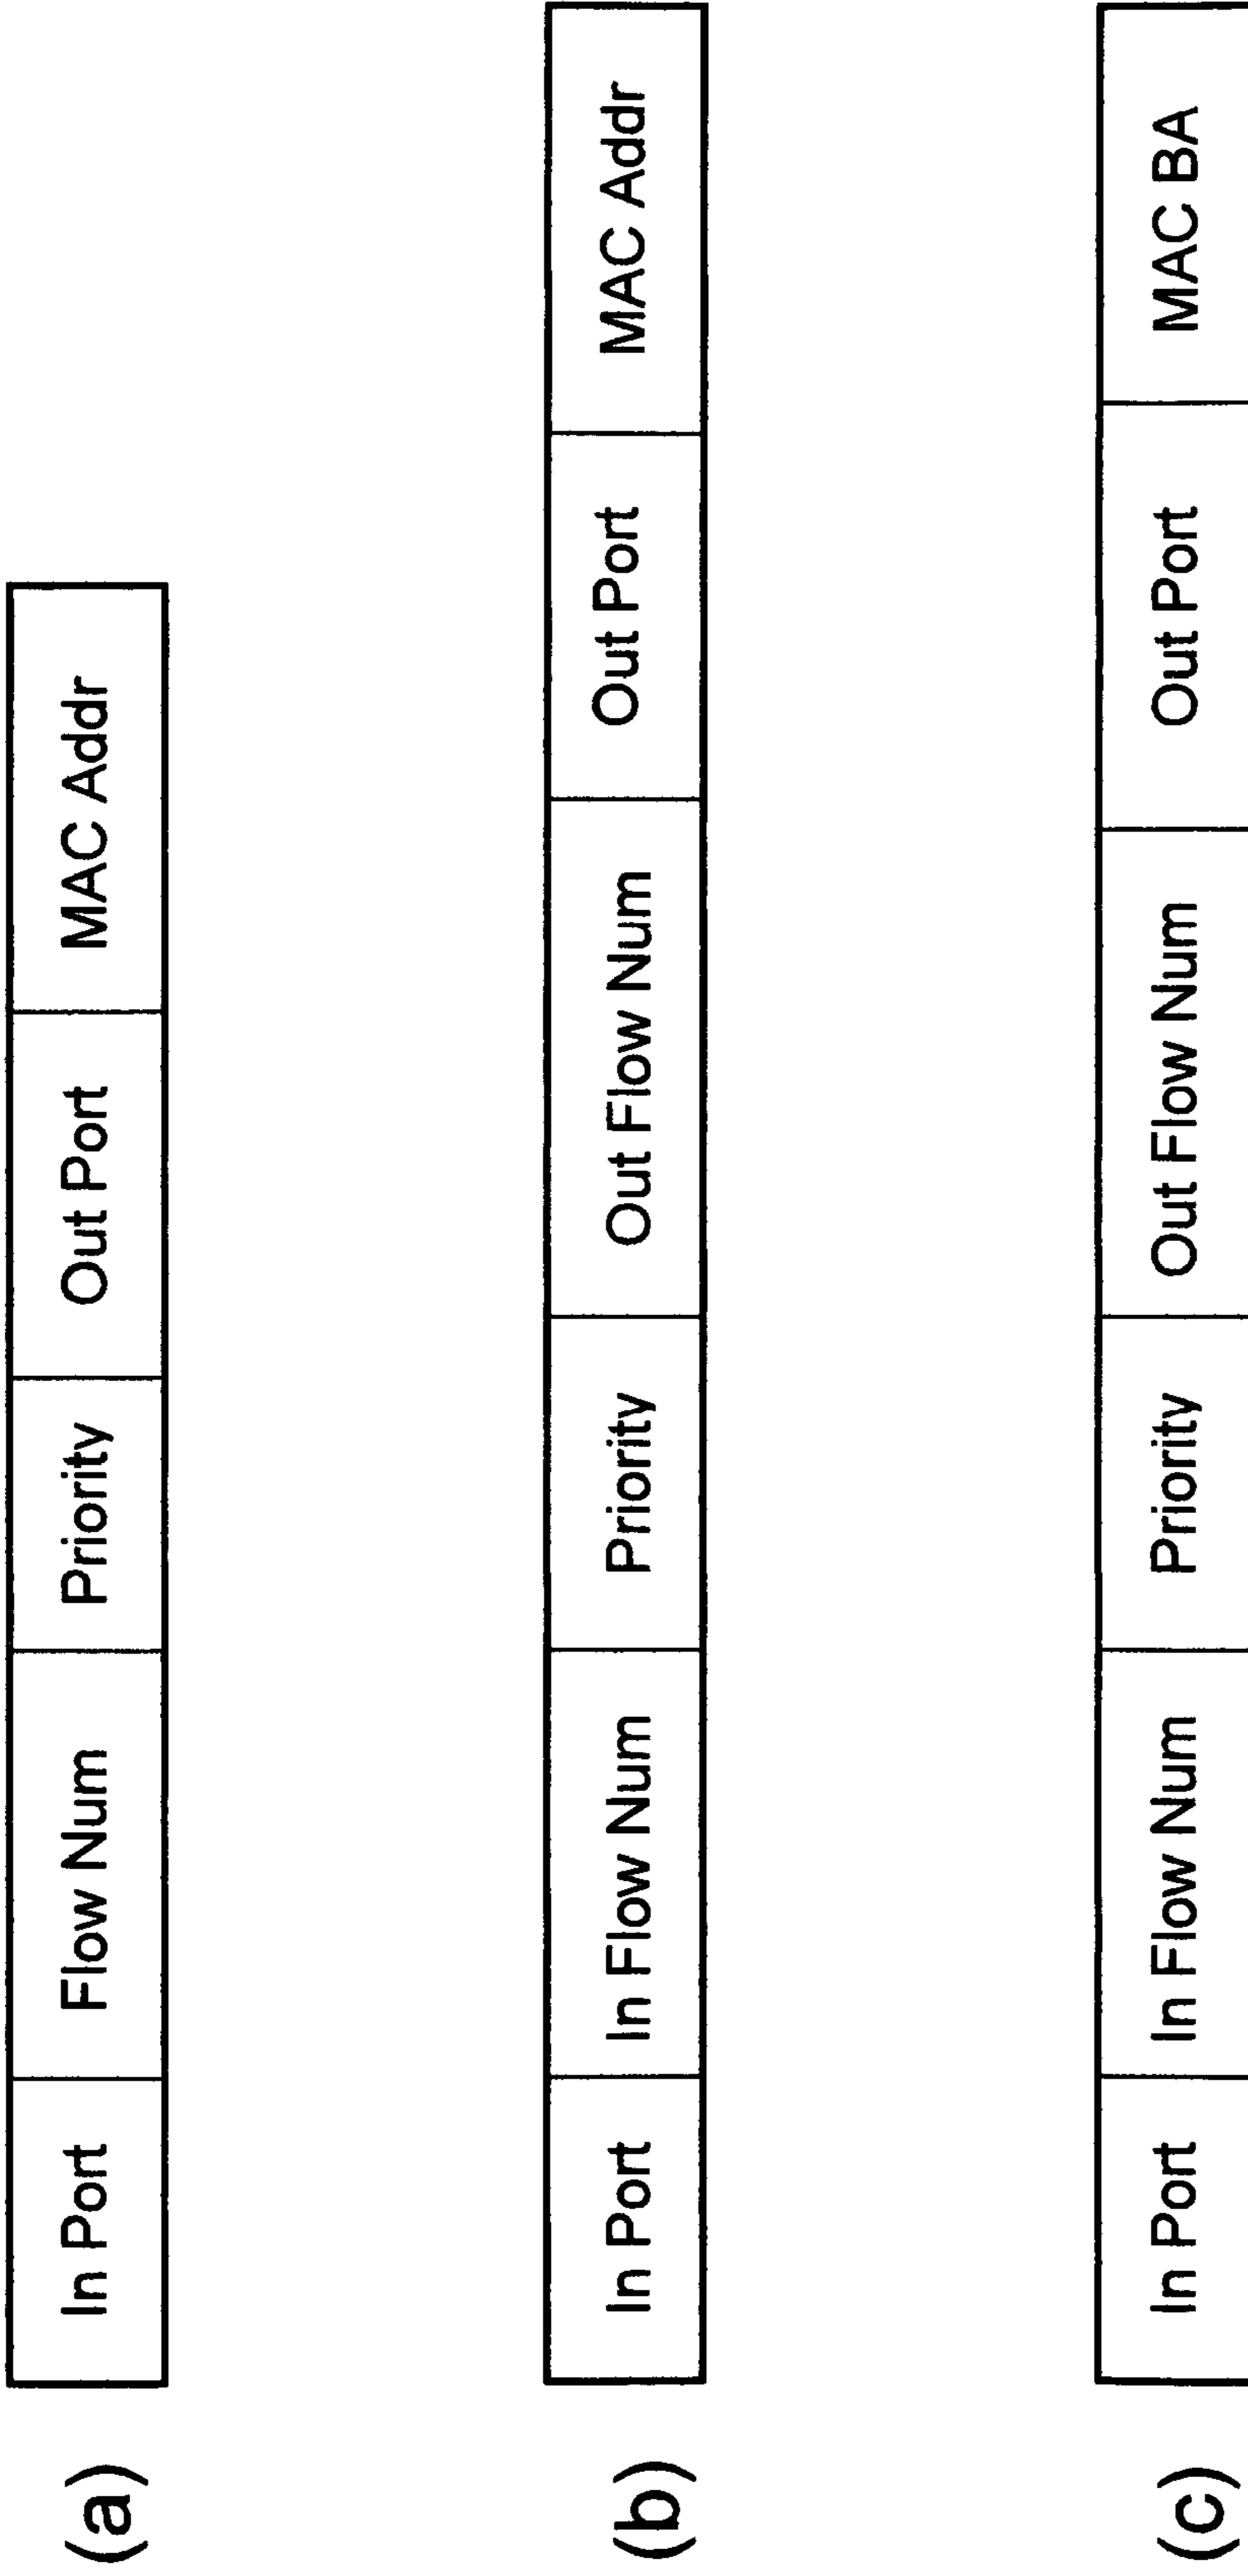 (a) In Port Flow Num Priority Out Port MAC Addr
(b) In Port In Flow Num Priority Out Flow Num Out Port MAC Addr
(c) In Port In Flow Num Priority Out Flow Num Out Port MAC BA